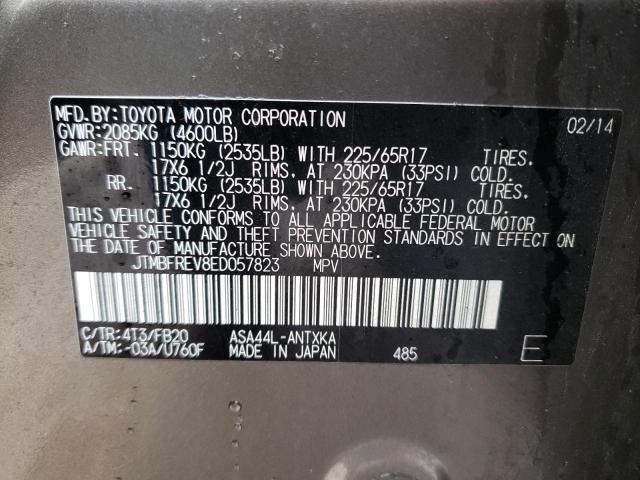 MFD.BY:TOYOTA MOTOR CORPORATION 02/14
GVWR:2085KG (4600LB)
GAWR:FRT. 1150KG (2535LB) WITH 225/65R17 TIRES.
17X6 1/2J RIMS. AT 230KPA (33PSI) COLD.
RR. 1150KG (2535LB) WITH 225/65R17 TIRES.
17X6 1/2J RIMS. AT 230KPA (33PSI) COLD.
THIS VEHICLE CONFORMS TO ALL APPLICABLE FEDERAL MOTOR
VEHICLE SAFETY AND THEFT PREVENTION STANDARDS IN EFFECT ON
THE DATE OF MANUFACTURE SHOWN ABOVE.
JTMBFREV8ED057823 MPV
C/TR:4T3/FB20 ASA44L-ANTXKA
A/TM:-03A/U760F MADE IN JAPAN 485 E